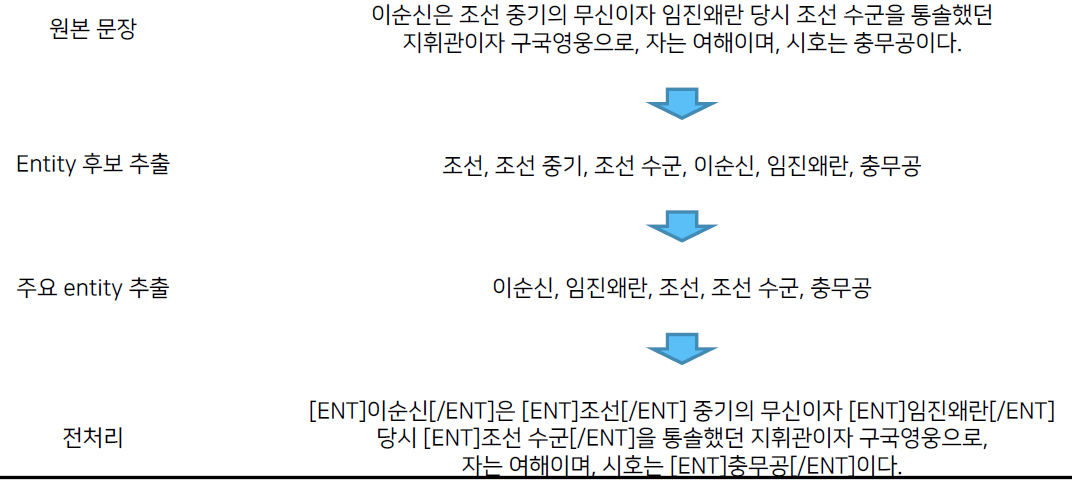 원본 문장
이순신은 조선 중기의 무신이자 임진왜란 당시 조선 수군을 통솔했던
지휘관이자 구국영웅으로, 자는 여해이며, 시호는 충무공이다.
Entity 후보 추출
조선, 조선 중기, 조선 수군, 이순신, 임진왜란, 충무공
주요 entity 추출
이순신, 임진왜란, 조선, 조선 수군, 충무공
전처리
[ENT]이순신[/ENT]은 [ENT]조선[/ENT] 중기의 무신이자 [ENT]임진왜란[/ENT]
당시 [ENT]조선 수군[/ENT]을 통솔했던 지휘관이자 구국영웅으로,
자는 여해이며, 시호는 [ENT]충무공[/ENT]이다.